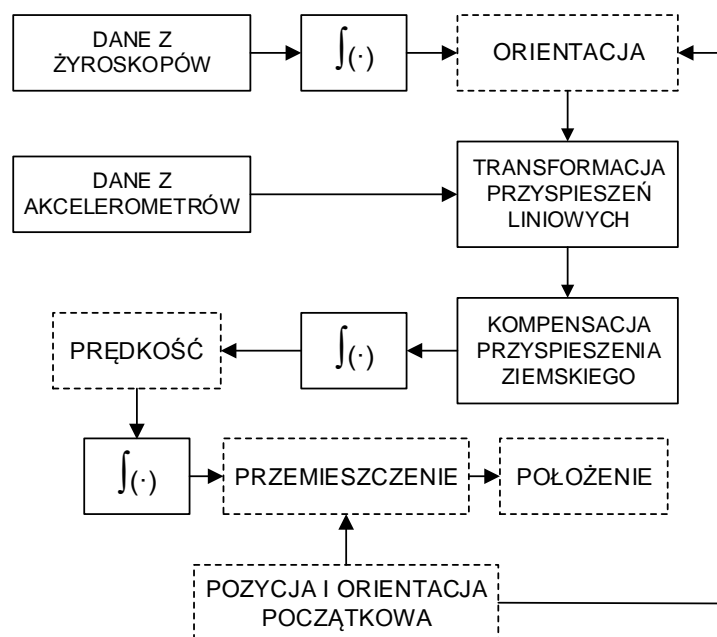 DANE Z
ŻYROSKOPÓW
∫(·)
ORIENTACJA
DANE Z
AKCELEROMETRÓW
TRANSFORMACJA
PRZYSPIESZEŃ
LINIOWYCH
PRĘDKOŚĆ
∫(·)
KOMPENSACJA
PRZYSPIESZENIA
ZIEMSKIEGO
∫(·)
PRZEMIESZCZENIE
POŁOŻENIE
POZYCJA I ORIENTACJA
POCZĄTKOWA